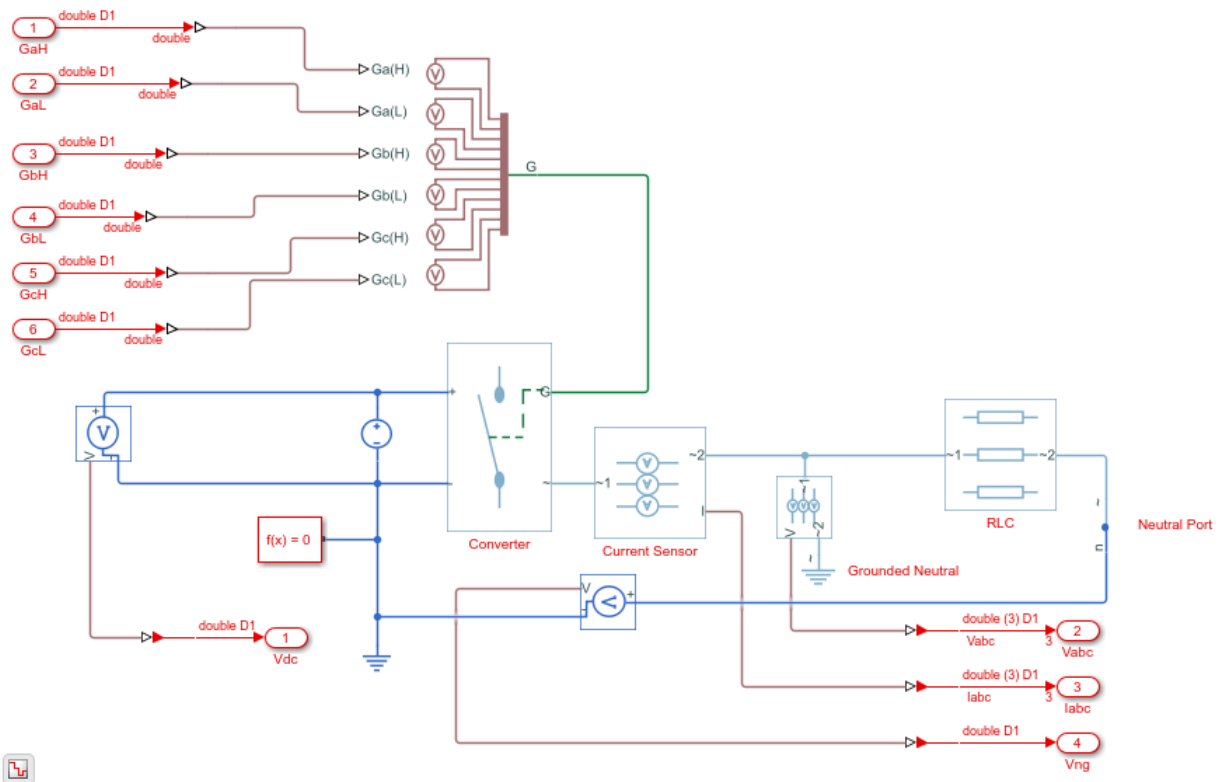 double D1
1
GaH
double
Ga(H)
double D1
2
GaL
double
Ga(L)
double D1
3
GbH
double
Gb(H)
G
double D1
4
GbL
double
Gb(L)
double D1
5
GcH
double
Gc(H)
double D1
6
GcL
double
Gc(L)
+
V
V
+
-
+
-
G
~
Converter
~1
~2
I
Current Sensor
~1
~2
V
~
Grounded Neutral
~1
~2
RLC
~
n
Neutral Port
f(x) = 0
V
+
V
double D1
1
Vdc
double (3) D1
Vabc
3
2
Vabc
double (3) D1
Iabc
3
3
Iabc
double D1
4
Vng